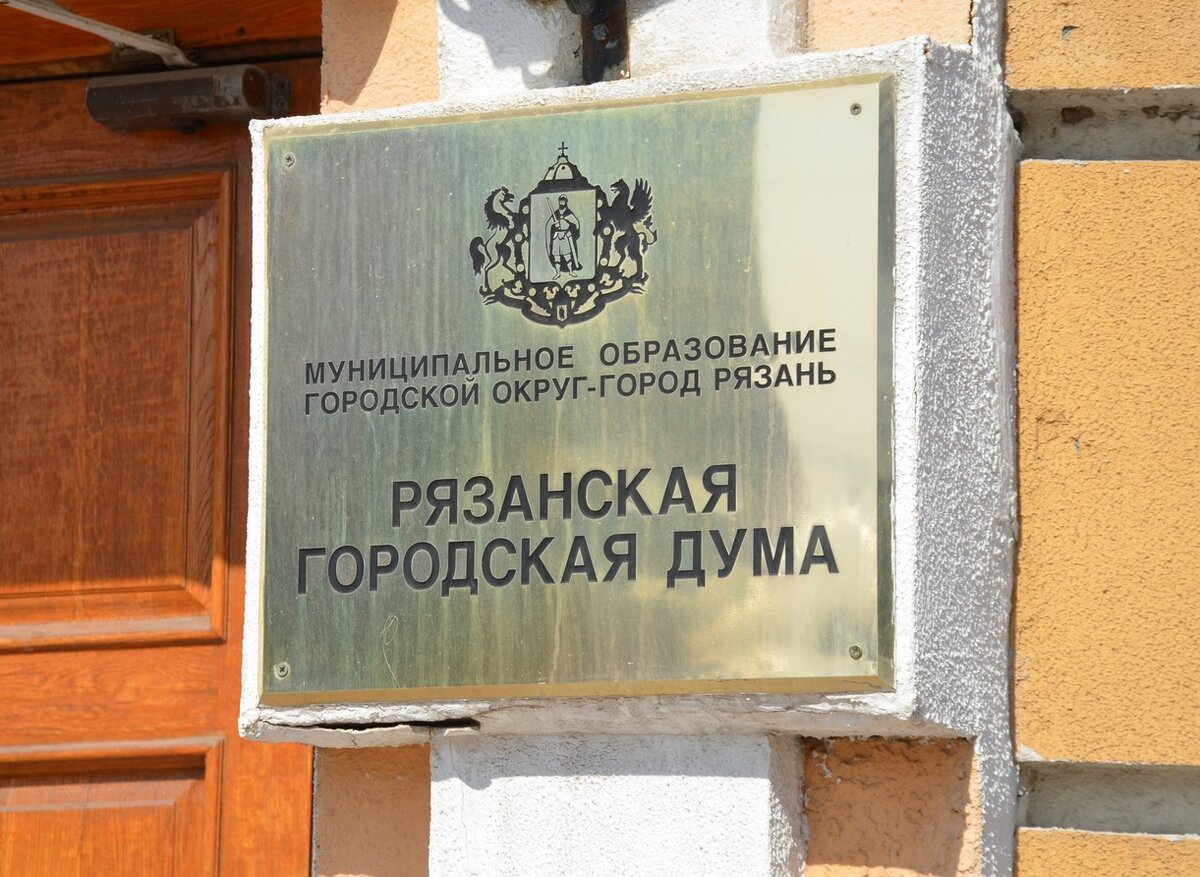 МУНИЦИПАЛЬНОЕ ОБРАЗОВАНИЕ
ГОРОДСКОЙ ОКРУГ-ГОРОД РЯЗАНЬ
РЯЗАНСКАЯ
ГОРОДСКАЯ ДУМА